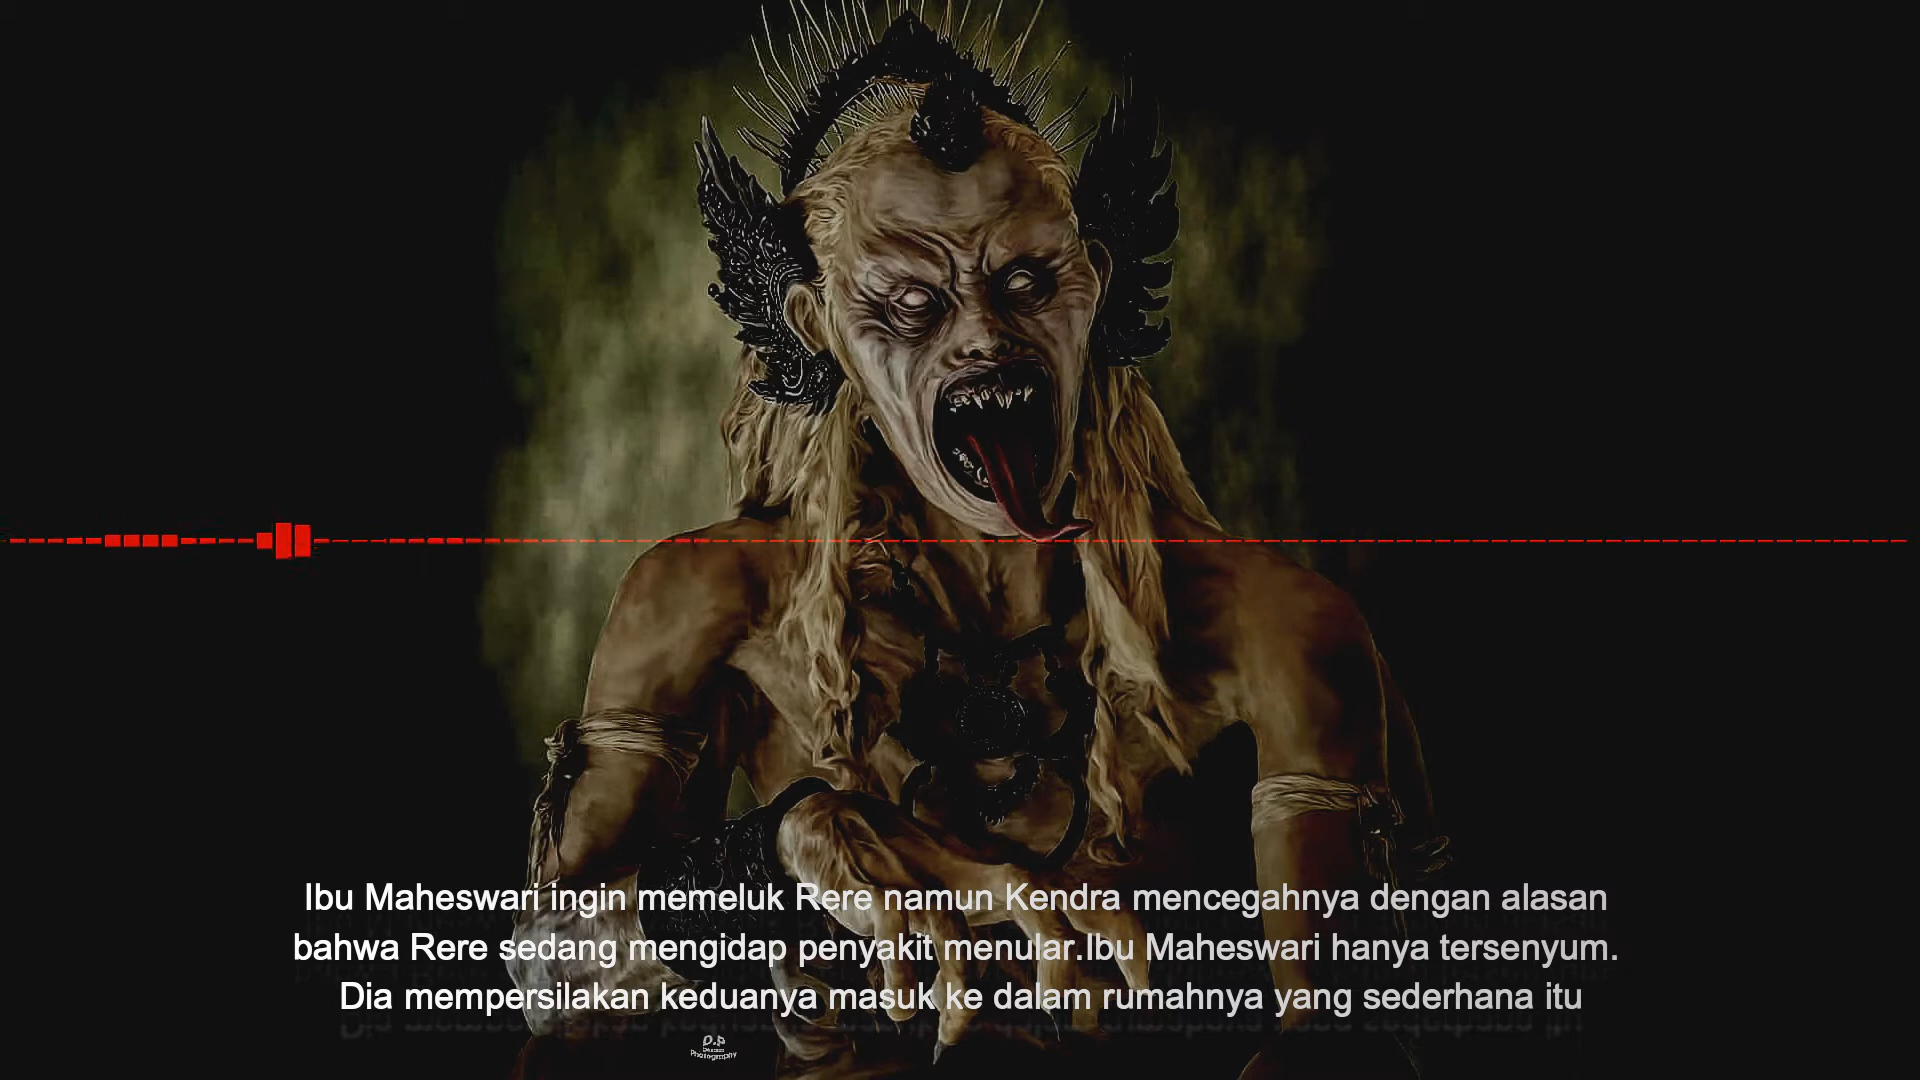 Ibu Maheswari ingin memeluk Rere namun Kendra mencegahnya dengan alasan
bahwa Rere sedang mengidap penyakit menular.Ibu Maheswari hanya tersenyum.
Dia mempersilakan keduanya masuk ke dalam rumahnya yang sederhana itu
D.P
Photography